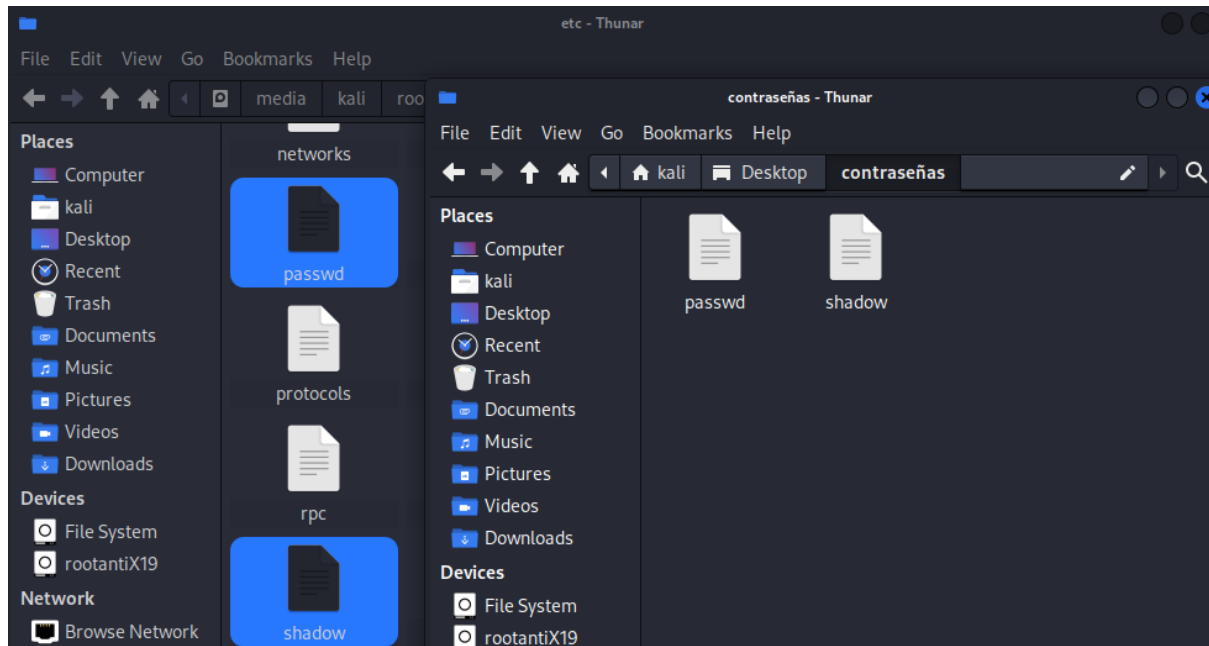 etc - Thunar
File Edit View Go Bookmarks Help
media kali roo
Places
Computer
kali
Desktop
Recent
Trash
Documents
Music
Pictures
Videos
Downloads
Devices
File System
rootantiX19
Network
Browse Network
networks
passwd
protocols
rpc
shadow
contraseñas - Thunar
File Edit View Go Bookmarks Help
kali Desktop contraseñas
Places
Computer
kali
Desktop
Recent
Trash
Documents
Music
Pictures
Videos
Downloads
Devices
File System
rootantiX19
passwd shadow